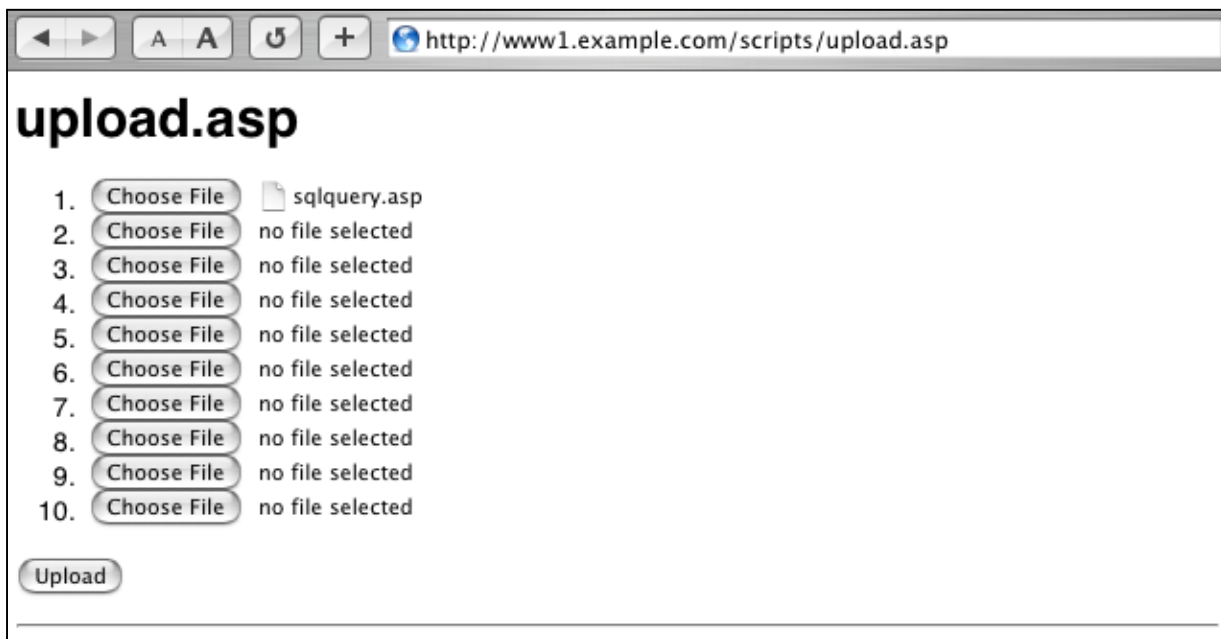 A A + http://www1.example.com/scripts/upload.asp
upload.asp
1. Choose File sqlquery.asp
2. Choose File no file selected
3. Choose File no file selected
4. Choose File no file selected
5. Choose File no file selected
6. Choose File no file selected
7. Choose File no file selected
8. Choose File no file selected
9. Choose File no file selected
10. Choose File no file selected
Upload